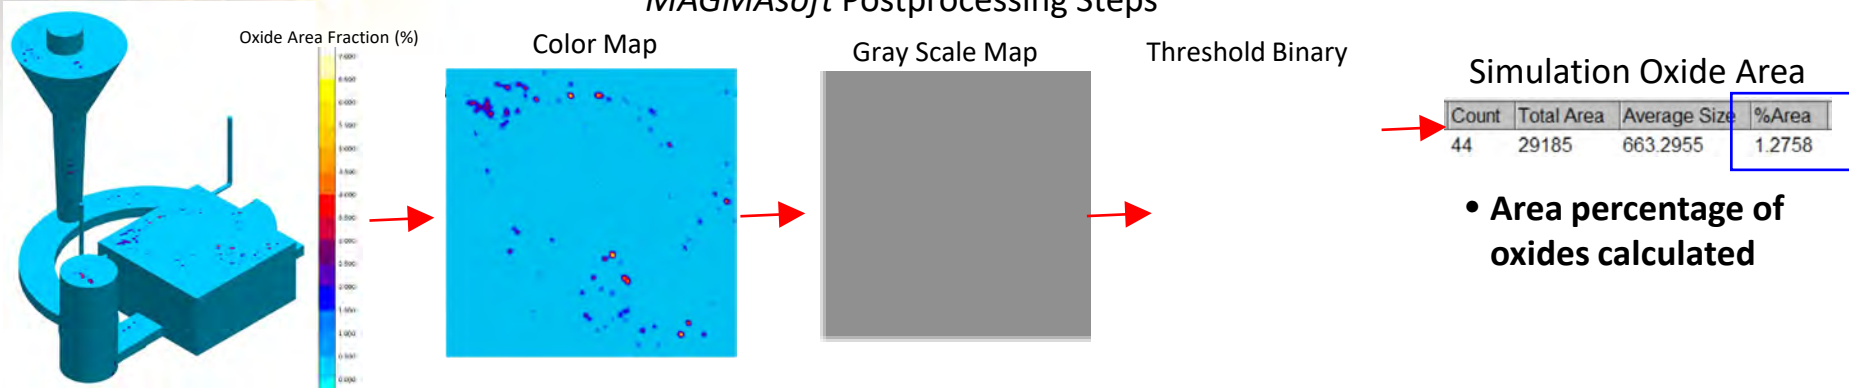 MAGMAsoft Postprocessing Steps
Oxide Area Fraction (%)
Color Map
Gray Scale Map
Threshold Binary
Simulation Oxide Area
Count Total Area Average Size %Area
44 29185 663.2955 1.2758
• Area percentage of
oxides calculated